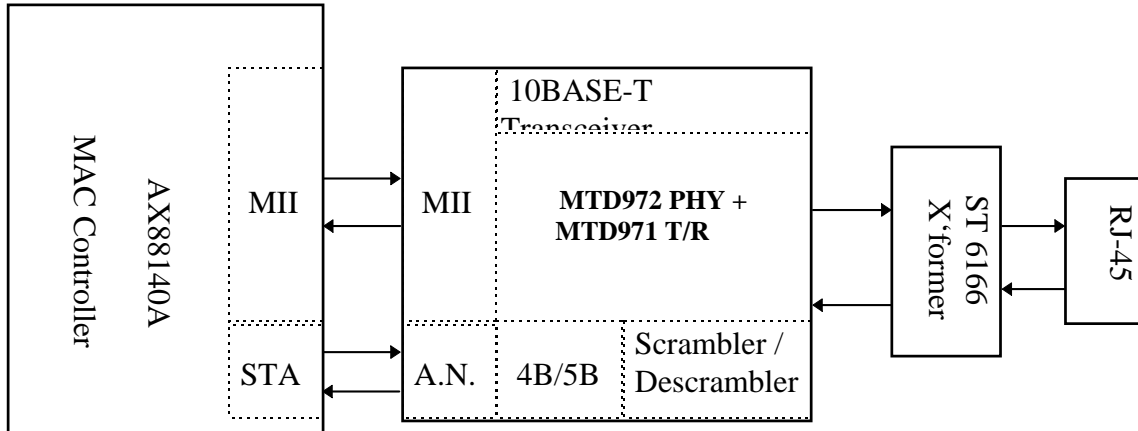 AX88140A
MAC Controller
MII
STA
10BASE-T
Transceiver
MII
MTD972 PHY +
MTD971 T/R
A.N.
4B/5B
Scrambler /
Descrambler
ST 6166
X‘former
RJ-45